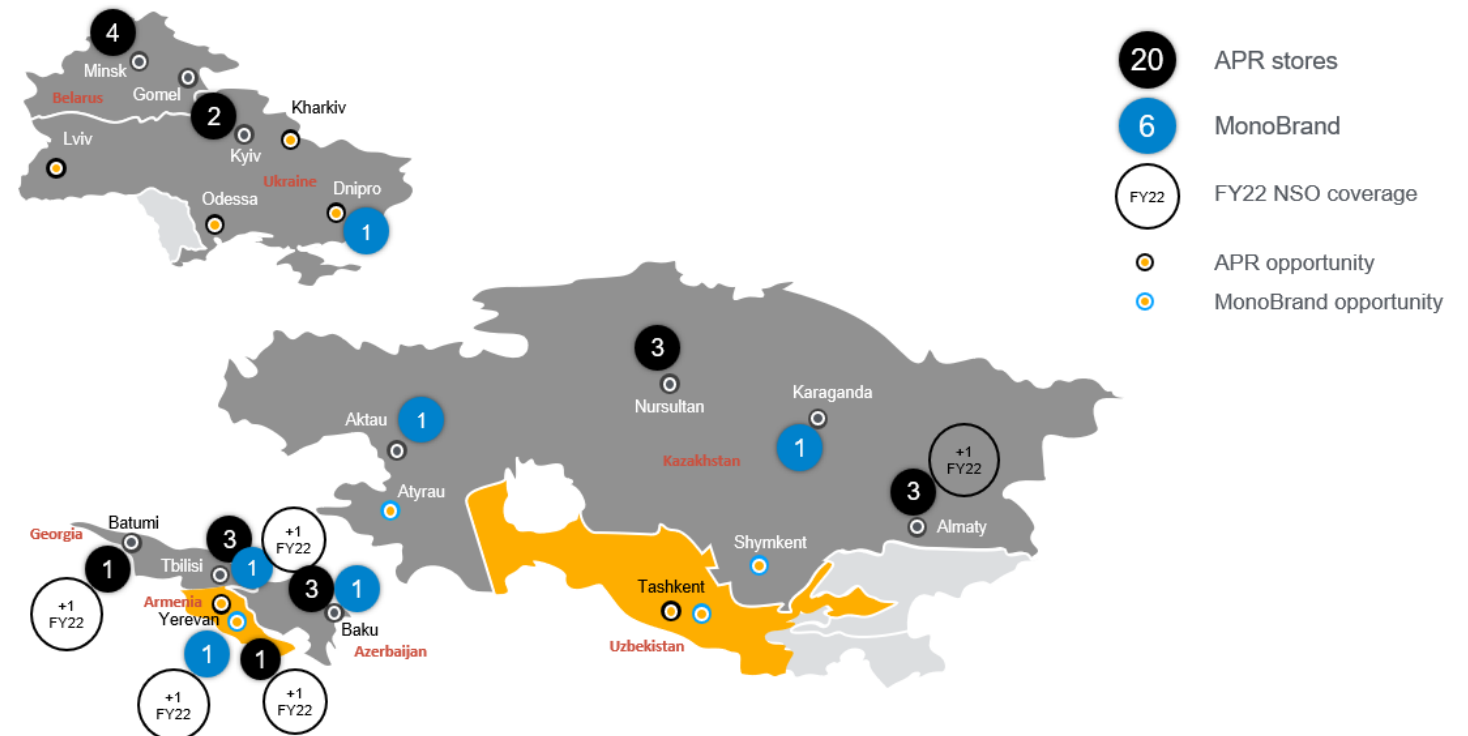 4
Minsk
Gomel
Belarus
2
Kharkiv
Lviv
Kyiv
Ukraine
Dnipro
Odessa
1
20 APR stores
6 MonoBrand
FY22 FY22 NSO coverage
APR opportunity
MonoBrand opportunity
3
Nursultan
Karaganda
1
Aktau
1
Kazakhstan
+1
FY22
3
Almaty
Atyrau
Shymkent
Tashkent
Uzbekistan
Georgia
Batumi
1
+1
FY22
3
Tbilisi
1
+1
FY22
3
1
Baku
Azerbaijan
Armenia
Yerevan
1
1
+1
FY22
+1
FY22